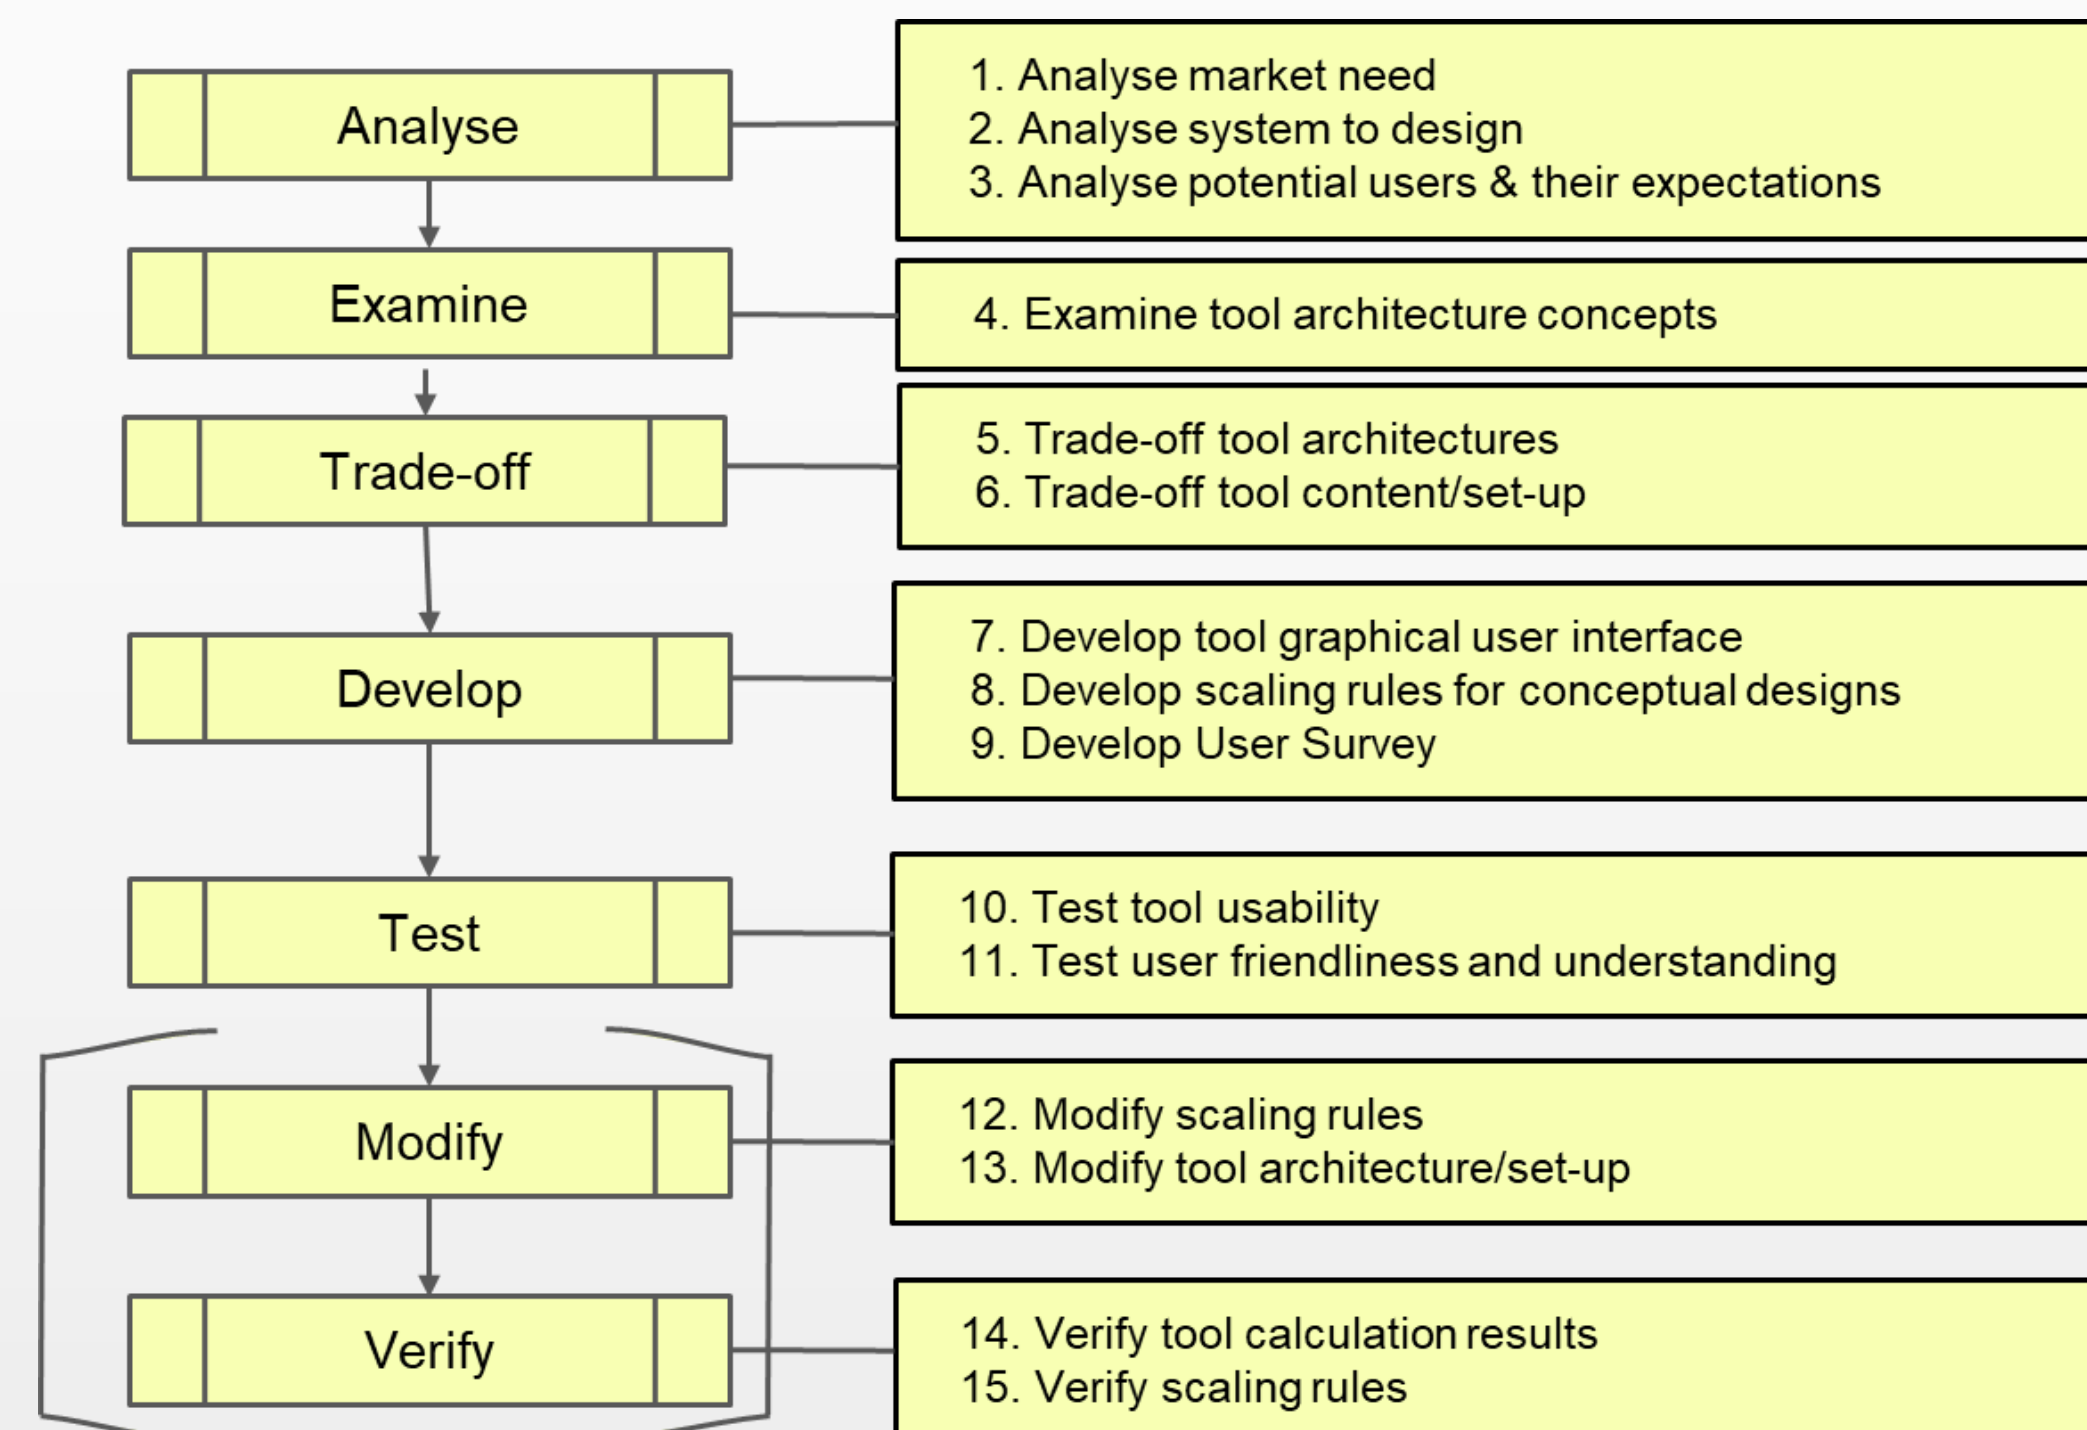 Analyse
1. Analyse market need
2. Analyse system to design
3. Analyse potential users & their expectations
Examine
4. Examine tool architecture concepts
Trade-off
5. Trade-off tool architectures
6. Trade-off tool content/set-up
Develop
7. Develop tool graphical user interface
8. Develop scaling rules for conceptual designs
9. Develop User Survey
Test
10. Test tool usability
11. Test user friendliness and understanding
Modify
12. Modify scaling rules
13. Modify tool architecture/set-up
Verify
14. Verify tool calculation results
15. Verify scaling rules